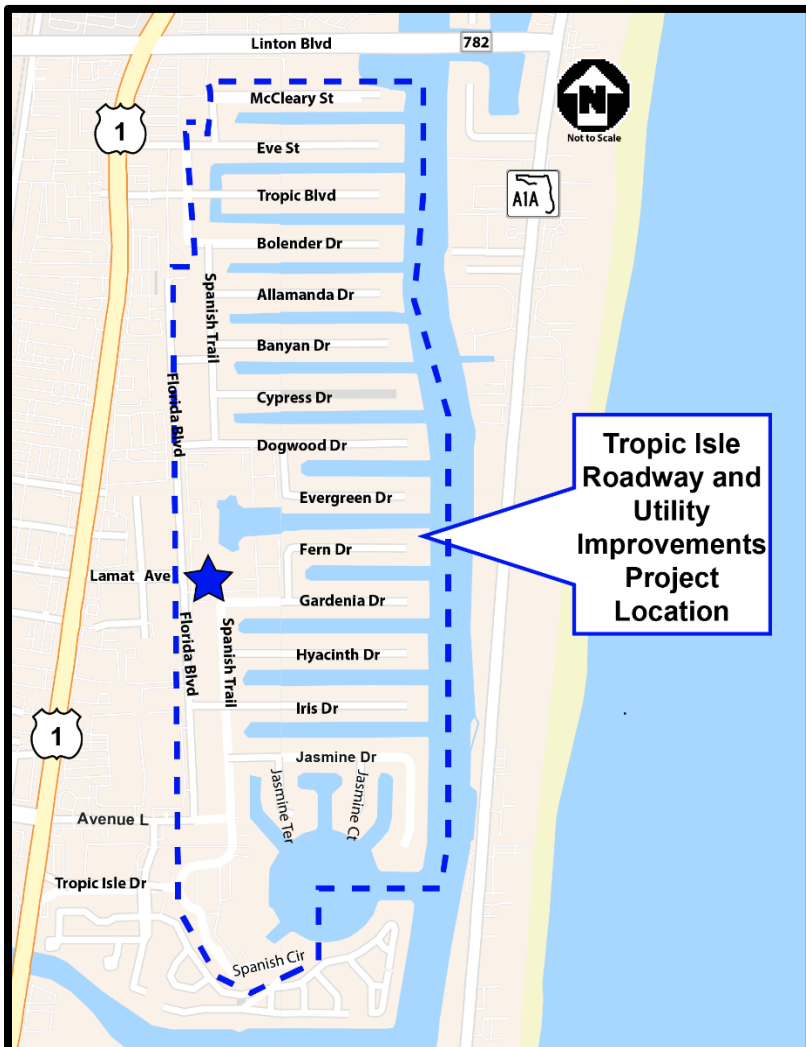 Linton Blvd
782
McCleary St
N
Not to Scale
1
Eve St
Tropic Blvd
A1A
Bolender Dr
Spanish Trail
Allamanda Dr
Banyan Dr
Florida Blvd
Cypress Dr
Dogwood Dr
Tropic Isle
Roadway and
Utility
Improvements
Project
Location
Evergreen Dr
Fern Dr
Lamat Ave
Gardenia Dr
Florida Blvd
Spanish Trail
Hyacinth Dr
Iris Dr
1
Jasmine Dr
Jasmine Ter
Jasmine Ct
Avenue L
Tropic Isle Dr
Spanish Cir